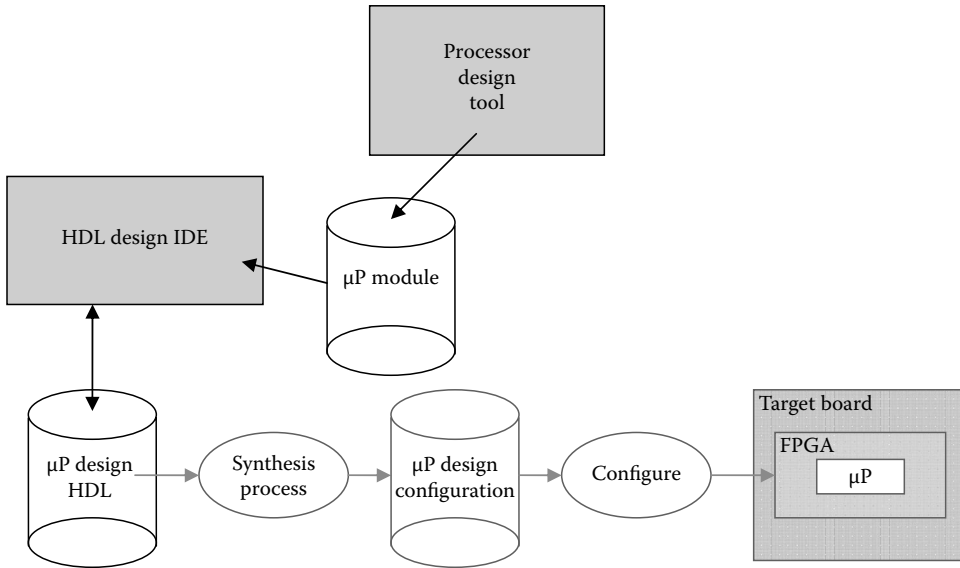 Processor
design
tool
HDL design IDE
µP module
µP design
HDL
Synthesis
process
µP design
configuration
Configure
Target board
FPGA
µP